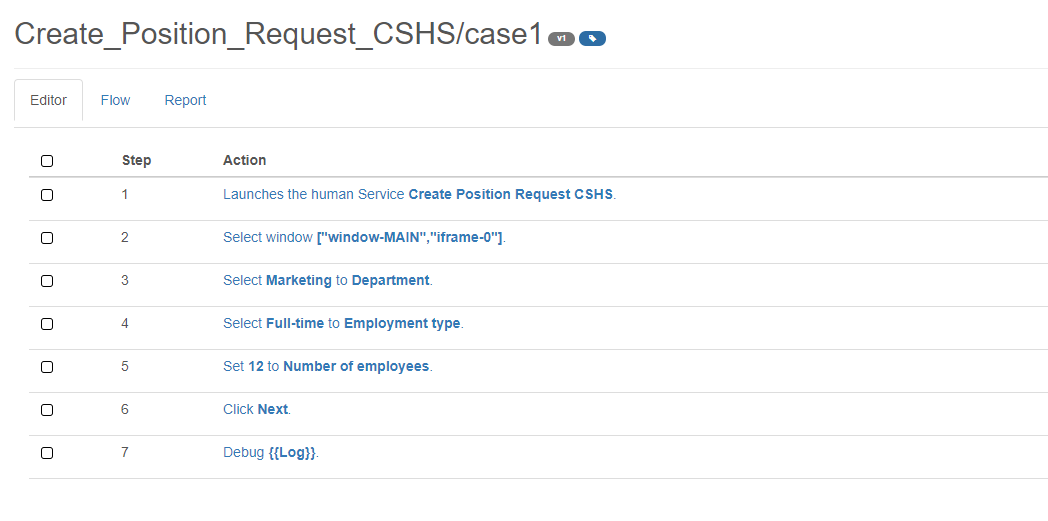 Create_Position_Request_CSHS/case1 v1
Editor Flow Report
Step Action
1 Launches the human Service Create Position Request CSHS.
2 Select window ["window-MAIN","iframe-0"].
3 Select Marketing to Department.
4 Select Full-time to Employment type.
5 Set 12 to Number of employees.
6 Click Next.
7 Debug {{Log}}.